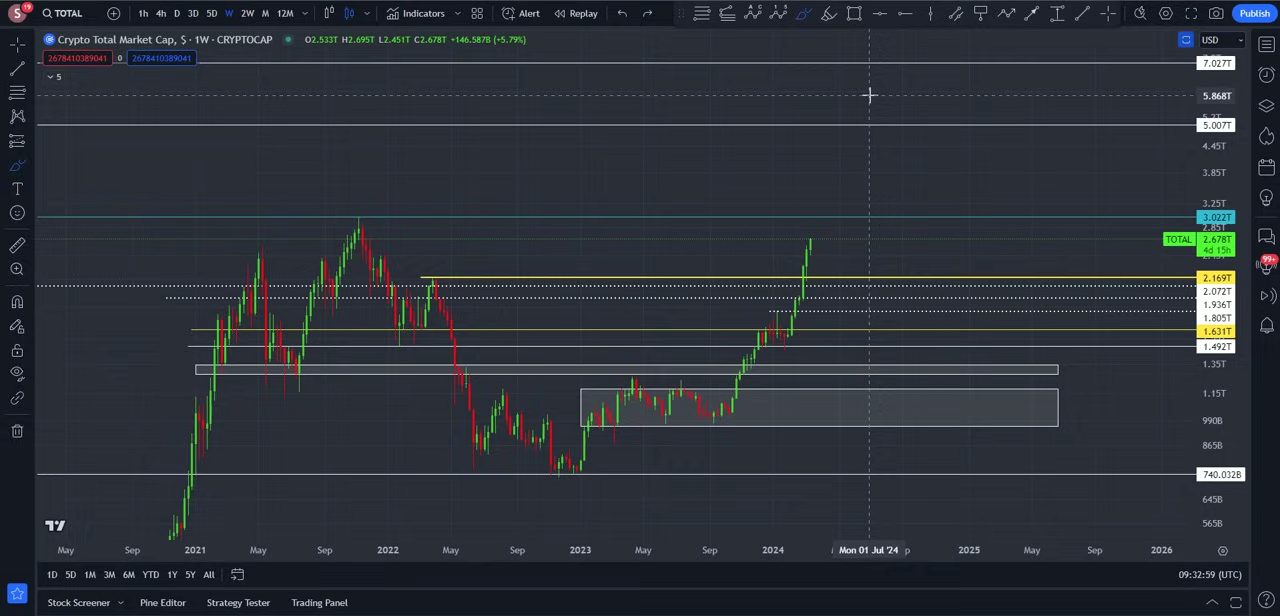 S 19 TOTAL 1h 4h D 3D 5D W 2W M 12M Indicators Alert Replay Publish
Crypto Total Market Cap, $ · 1W · CRYPTOCAP O2.533T H2.695T L2.451T C2.678T +146.587B (+5.79%) USD
2678410389041 0 2678410389041
7.027T
5
5.868T
5.007T
4.45T
3.85T
3.25T
3.022T
2.85T
TOTAL 2.678T
4d 15h
99+
2.169T
2.072T
1.936T
1.805T
1.631T
1.492T
1.35T
1.15T
990B
865B
740.032B
645B
565B
May Sep 2021 May Sep 2022 May Sep 2023 May Sep 2024 Mon 01 Jul '24 2025 May Sep 2026
1D 5D 1M 3M 6M YTD 1Y 5Y All 09:32:59 (UTC)
Stock Screener Pine Editor Strategy Tester Trading Panel